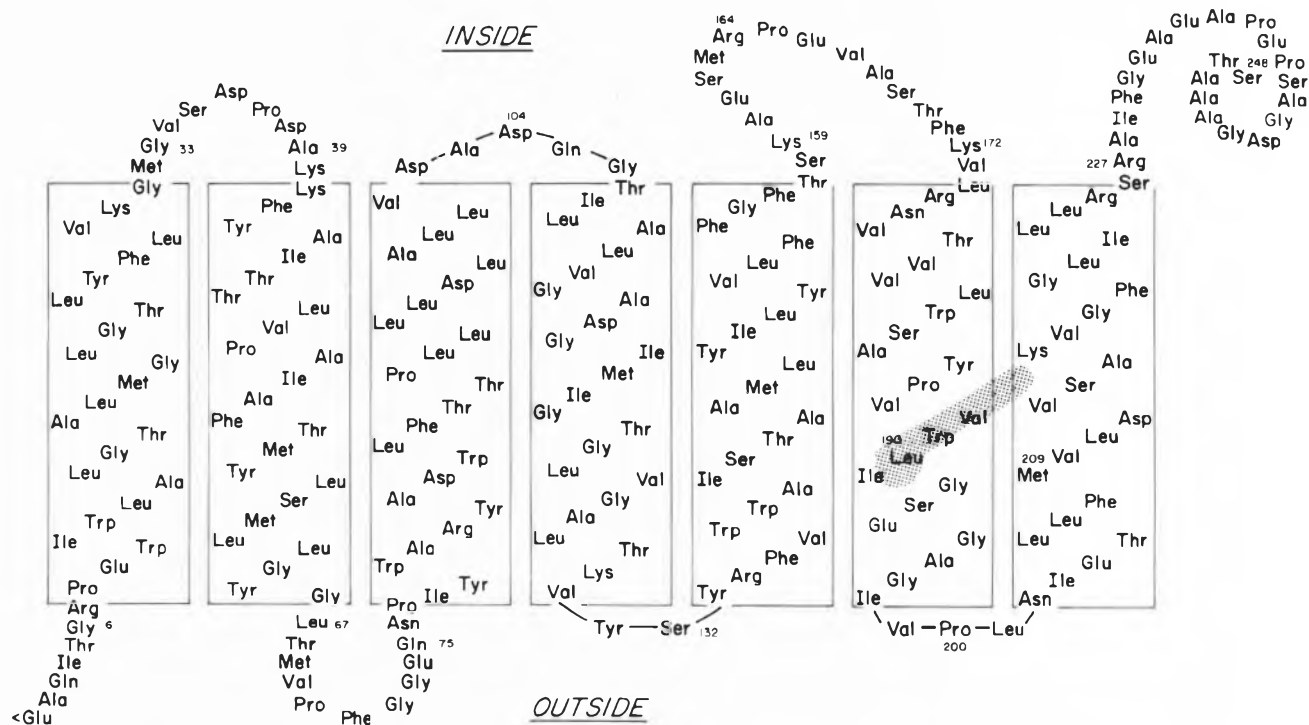 INSIDE
<Glu Ala Gln Ile Thr Gly 6 Arg
Pro Glu Trp Ile Trp Leu Ala Leu Gly Thr Ala Leu Met Gly Leu Gly Thr Leu Tyr Phe Leu Val Lys Gly
Met Gly 33 Val Ser Asp Pro Asp Ala 39 Lys
Lys Phe Tyr Ala Ile Thr Thr Leu Val Pro Ala Ile Ala Phe Thr Met Tyr Leu Ser Met Leu Leu Gly Tyr Gly
Leu 67 Thr Met Val Pro Phe Gly Gly Glu Gln 75 Asn
Pro Ile Tyr Trp Ala Arg Tyr Ala Asp Trp Leu Phe Thr Thr Pro Leu Leu Leu Leu Asp Leu Ala Leu Leu Val
Asp Ala Asp 104 Gln Gly
Thr Ile Leu Ala Leu Val Gly Ala Asp Gly Ile Met Ile Gly Thr Gly Leu Val Gly Ala Leu Thr Lys Val
Tyr Ser 132
Tyr Arg Phe Val Trp Trp Ala Ile Ser Thr Ala Ala Met Leu Tyr Ile Leu Tyr Val Leu Phe Phe Gly Phe Thr
Ser Lys 159 Ala Glu Ser Met Arg 164 Pro Glu Val Ala Ser Thr Phe Lys 172 Val
Leu Arg Asn Val Thr Val Val Leu Trp Ser Ala Tyr Pro Val Val Trp Leu 190 Ile Gly Ser Glu Gly Ala Gly Ile
Val Pro 200 Leu
Asn Ile Glu Thr Leu Leu Phe Met 209 Val Leu Asp Val Ser Ala Lys Val Gly Phe Gly Leu Ile Leu Leu Arg Ser
Arg 227 Ala Ile Phe Gly Glu Ala Glu Ala Pro Glu Pro Ser Ala Gly Asp Gly Ala Ala Ala Thr Ser 248
OUTSIDE